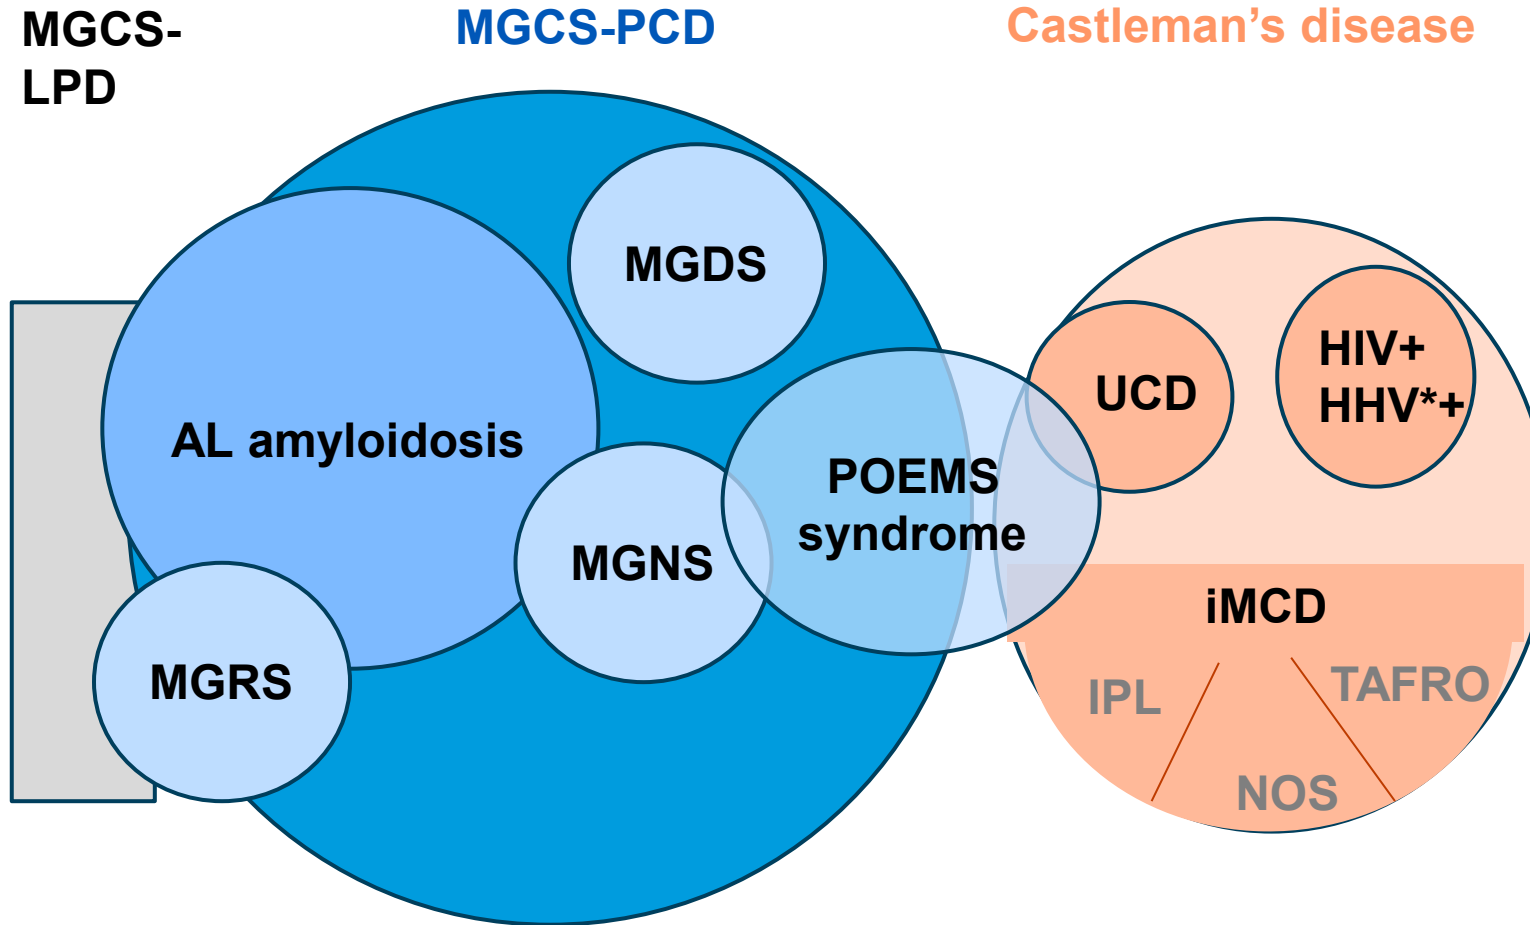 MGCS-
LPD
MGCS-PCD
Castleman's disease
MGDS
AL amyloidosis
MGNS
MGRS
POEMS
syndrome
UCD
HIV+
HHV*+
iMCD
IPL
TAFRO
NOS